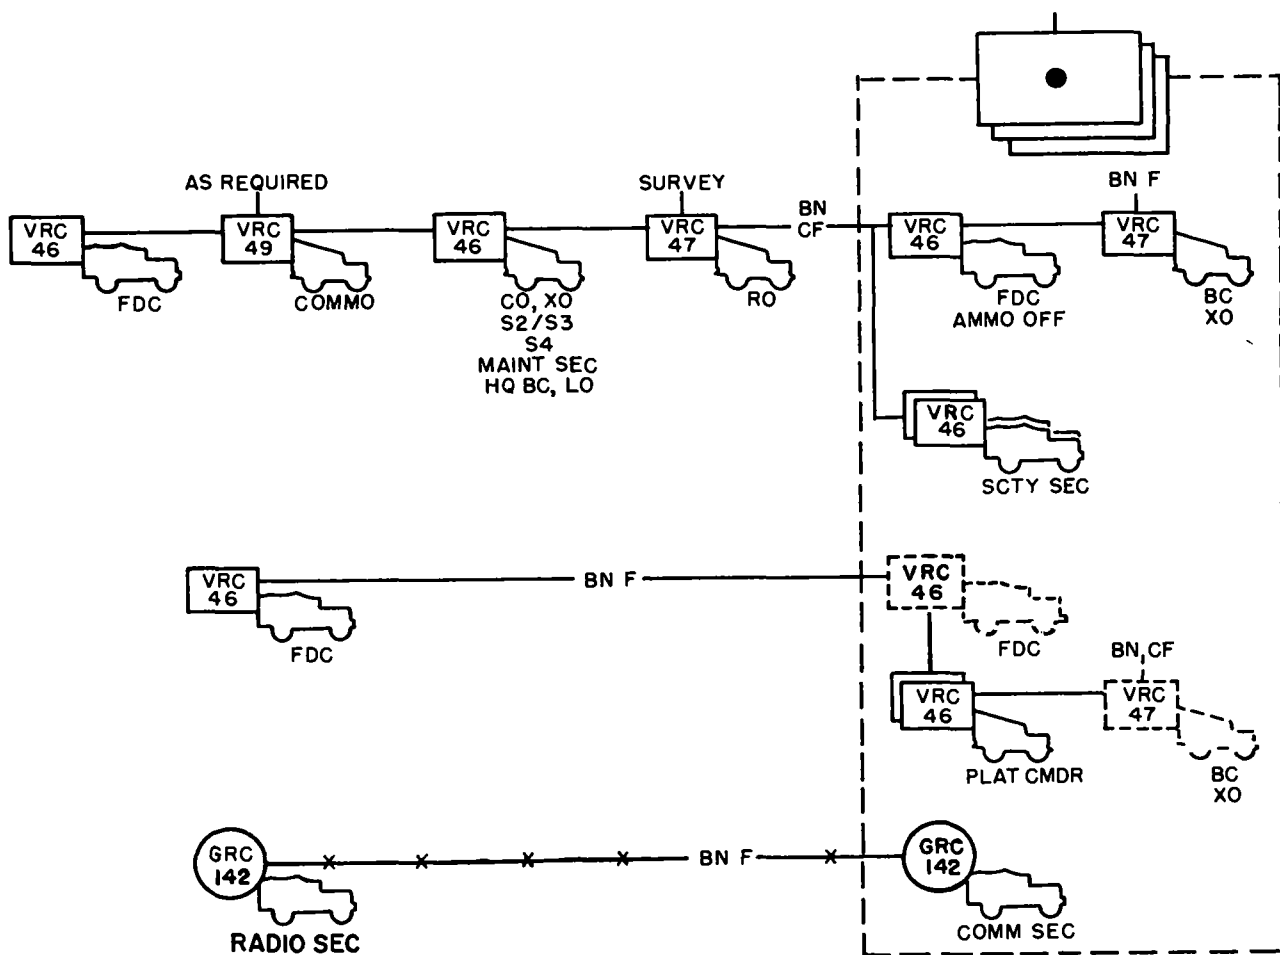 AS REQUIRED
SURVEY
BN F
VRC
46
VRC
49
VRC
46
VRC
47
BN
CF
VRC
46
VRC
47
FDC
COMMO
CO, XO
S2/S3
S4
MAINT SEC
HQ BC, LO
RO
FDC
AMMO OFF
BC
XO
VRC
46
SCTY SEC
VRC
46
BN F
VRC
46
FDC
FDC
BN CF
VRC
46
VRC
47
PLAT CMDR
BC
XO
GRC
142
BN F
GRC
142
RADIO SEC
COMM SEC